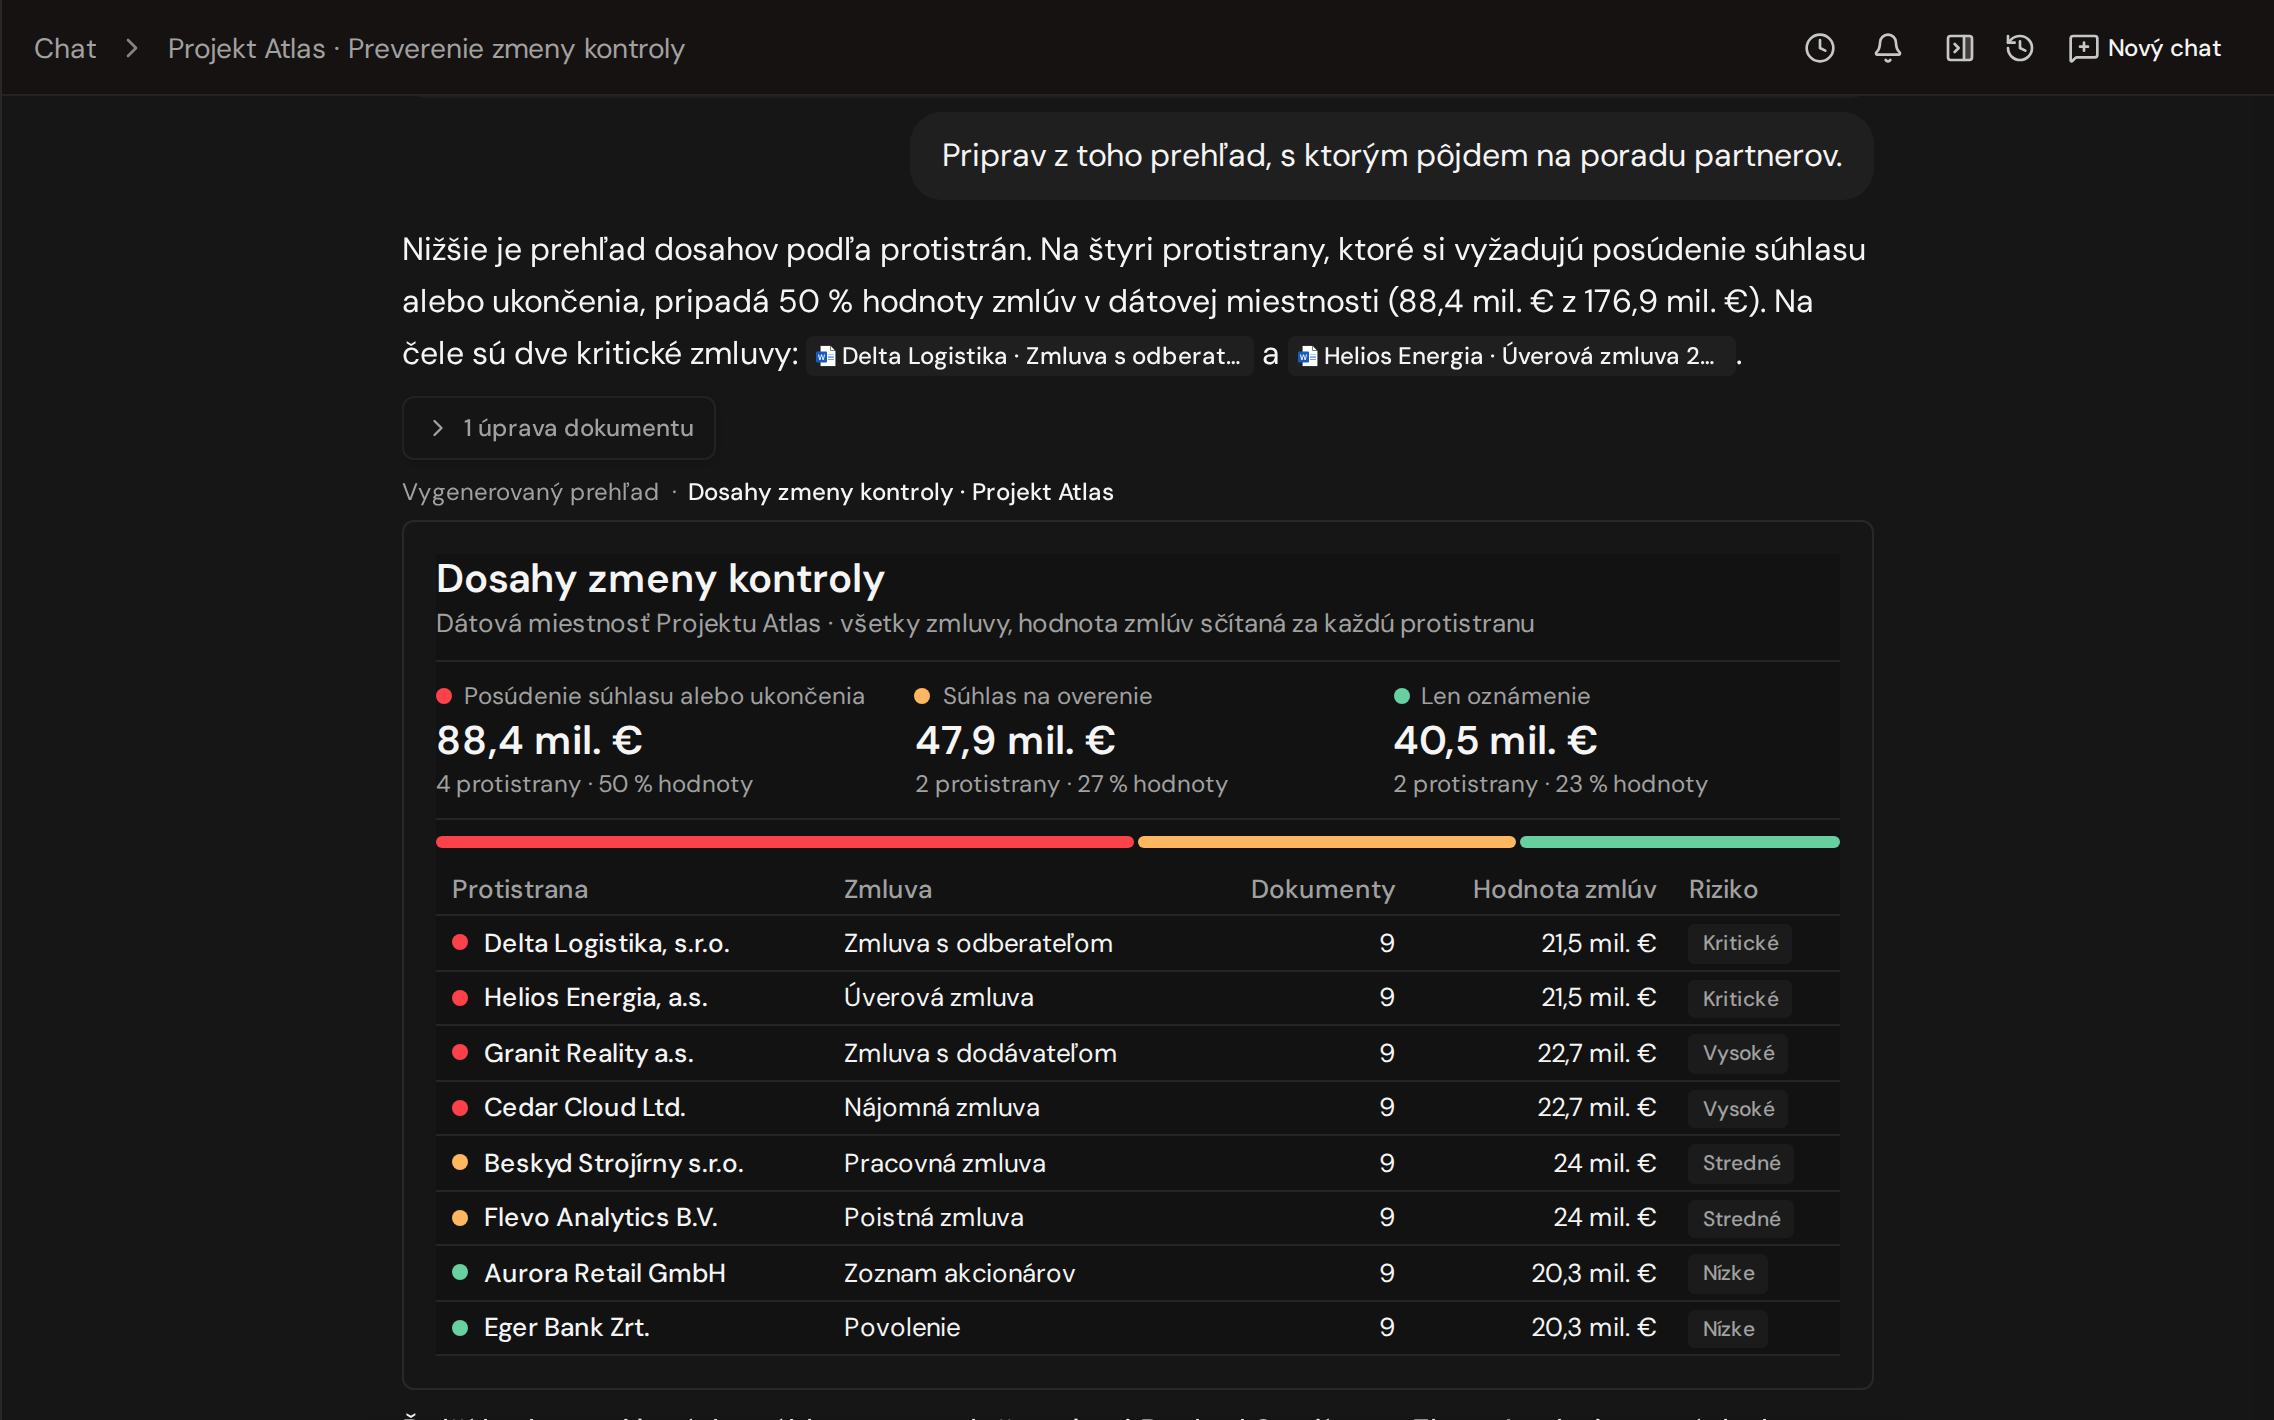 Chat > Projekt Atlas · Preverenie zmeny kontroly
Nový chat
Priprav z toho prehľad, s ktorým pôjdem na poradu partnerov.
Nižšie je prehľad dosahov podľa protistrán. Na štyri protistrany, ktoré si vyžadujú posúdenie súhlasu
alebo ukončenia, pripadá 50 % hodnoty zmlúv v dátovej miestnosti (88,4 mil. € z 176,9 mil. €). Na
čele sú dve kritické zmluvy: Delta Logistika · Zmluva s odberat... a Helios Energia · Úverová zmluva 2... .
1 úprava dokumentu
Vygenerovaný prehľad · Dosahy zmeny kontroly · Projekt Atlas
Dosahy zmeny kontroly
Dátová miestnosť Projektu Atlas · všetky zmluvy, hodnota zmlúv sčítaná za každú protistranu
Posúdenie súhlasu alebo ukončenia
88,4 mil. €
4 protistrany · 50 % hodnoty
Súhlas na overenie
47,9 mil. €
2 protistrany · 27 % hodnoty
Len oznámenie
40,5 mil. €
2 protistrany · 23 % hodnoty
Protistrana Zmluva Dokumenty Hodnota zmlúv Riziko
Delta Logistika, s.r.o. Zmluva s odberateľom 9 21,5 mil. € Kritické
Helios Energia, a.s. Úverová zmluva 9 21,5 mil. € Kritické
Granit Reality a.s. Zmluva s dodávateľom 9 22,7 mil. € Vysoké
Cedar Cloud Ltd. Nájomná zmluva 9 22,7 mil. € Vysoké
Beskyd Strojírny s.r.o. Pracovná zmluva 9 24 mil. € Stredné
Flevo Analytics B.V. Poistná zmluva 9 24 mil. € Stredné
Aurora Retail GmbH Zoznam akcionárov 9 20,3 mil. € Nízke
Eger Bank Zrt. Povolenie 9 20,3 mil. € Nízke